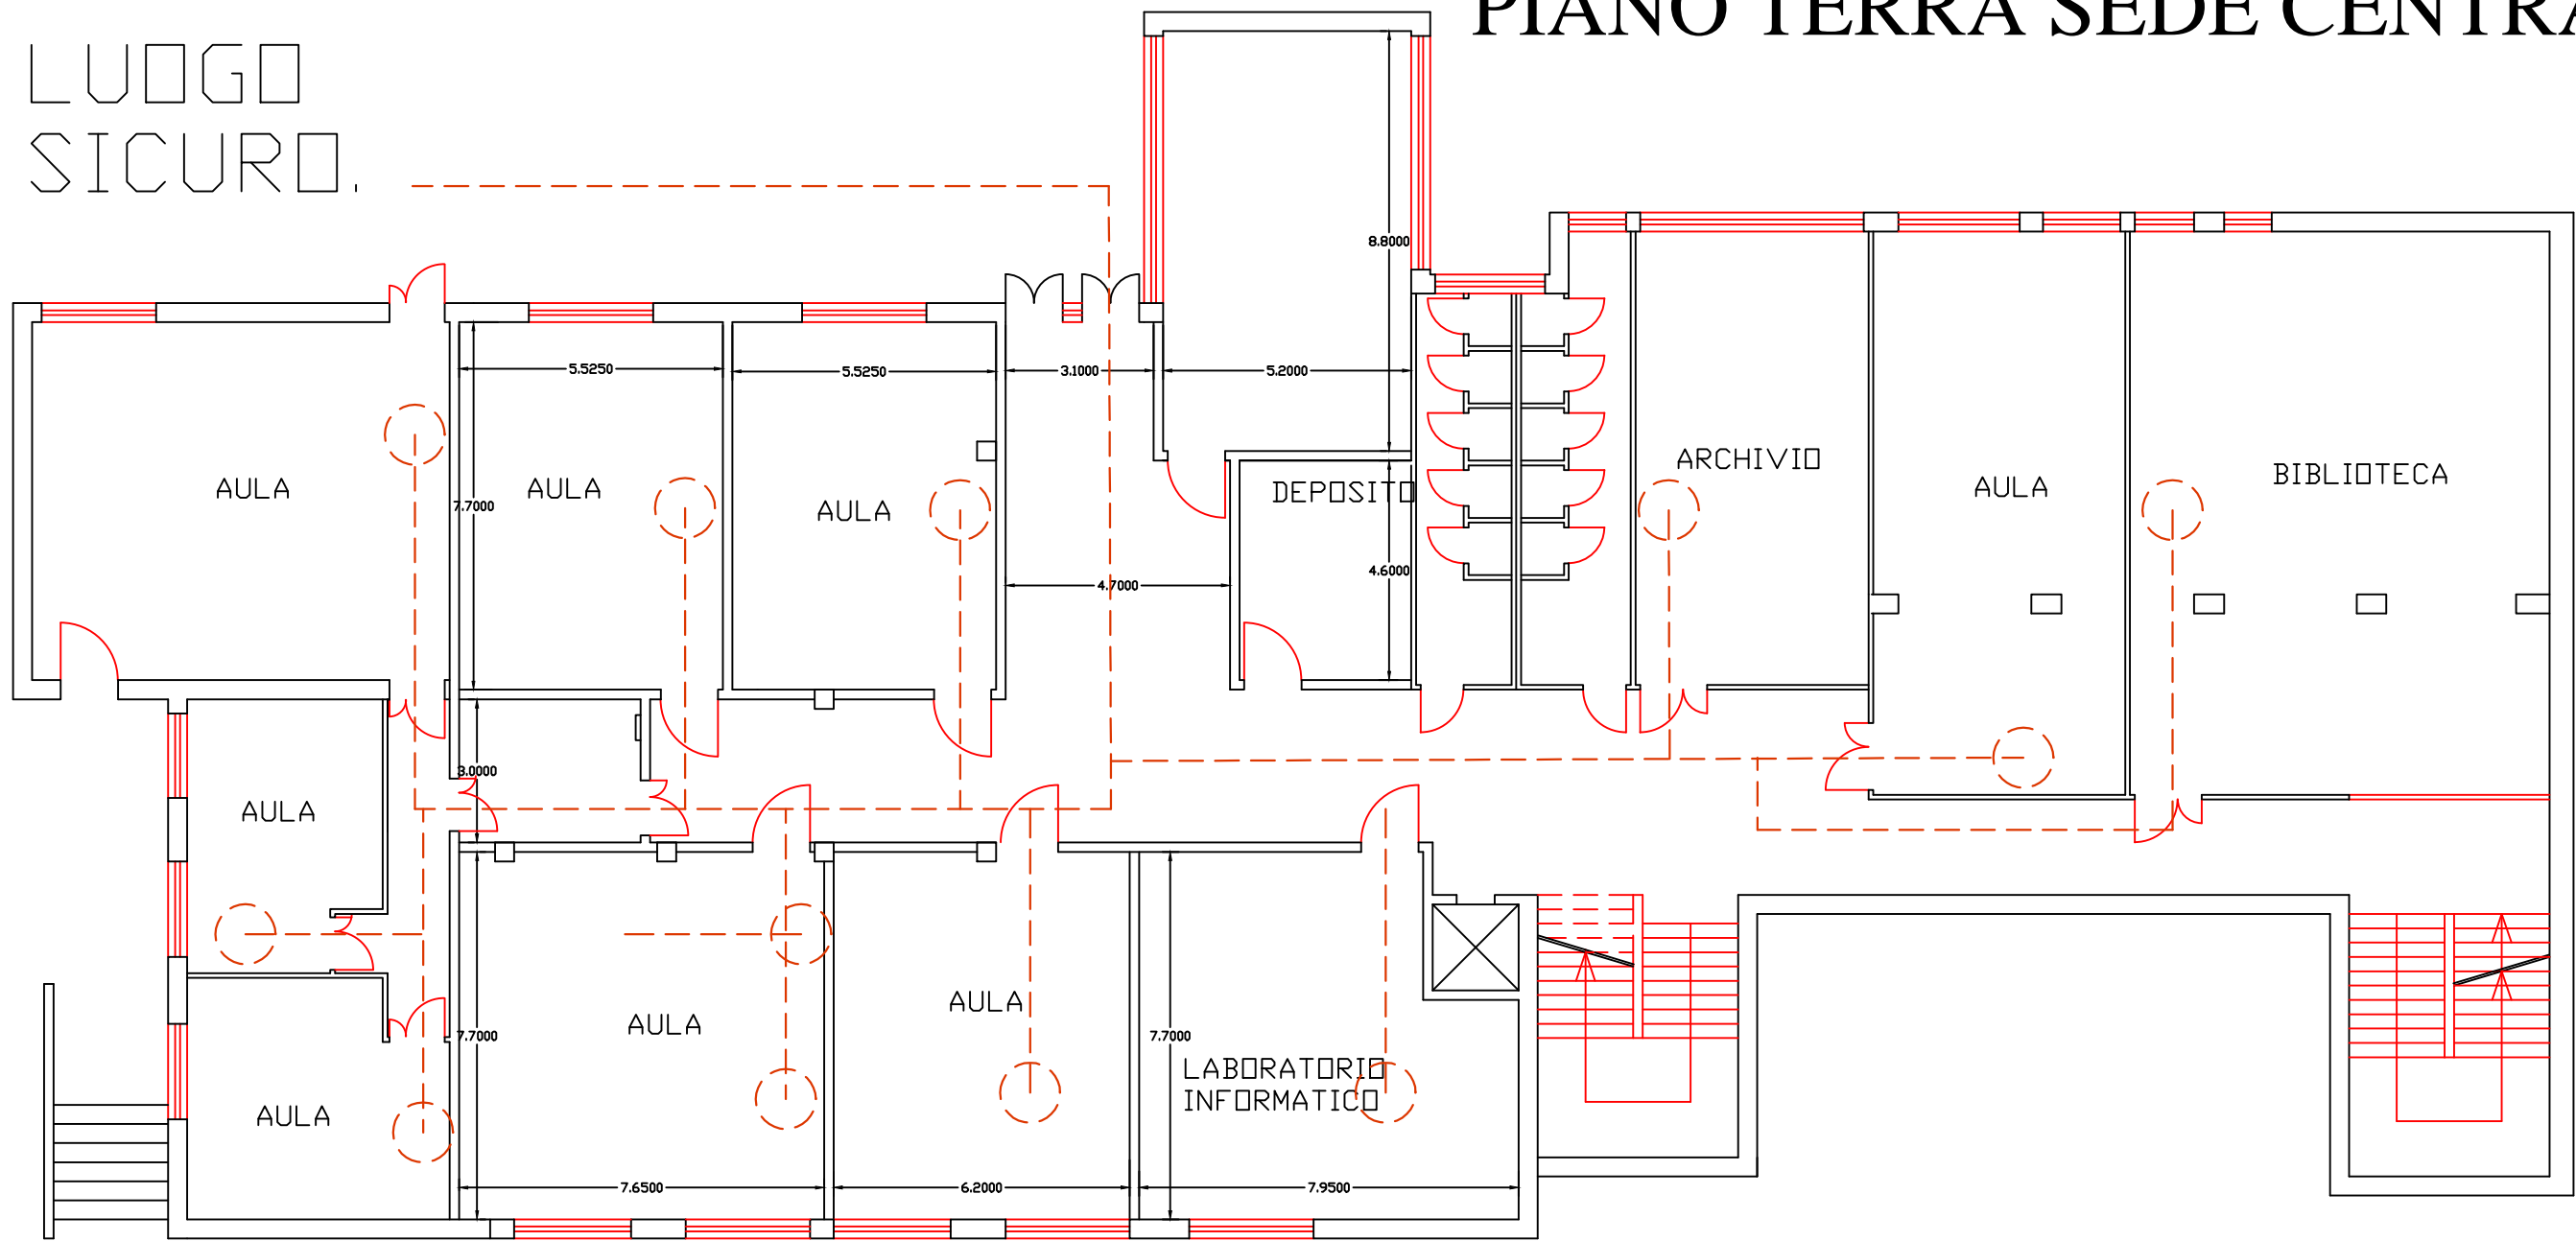 PIANO TERRA SEDE CENTRA
LUOGO
SICURO.
8.8000
5.5250
5.5250
3.1000
5.2000
AULA
AULA
AULA
7.7000
DEPOSITO
ARCHIVIO
AULA
BIBLIOTECA
4.7000
4.6000
3.0000
AULA
AULA
AULA
AULA
7.7000
7.7000
LABORATORIO
INFORMATICO
7.6500
6.2000
7.9500